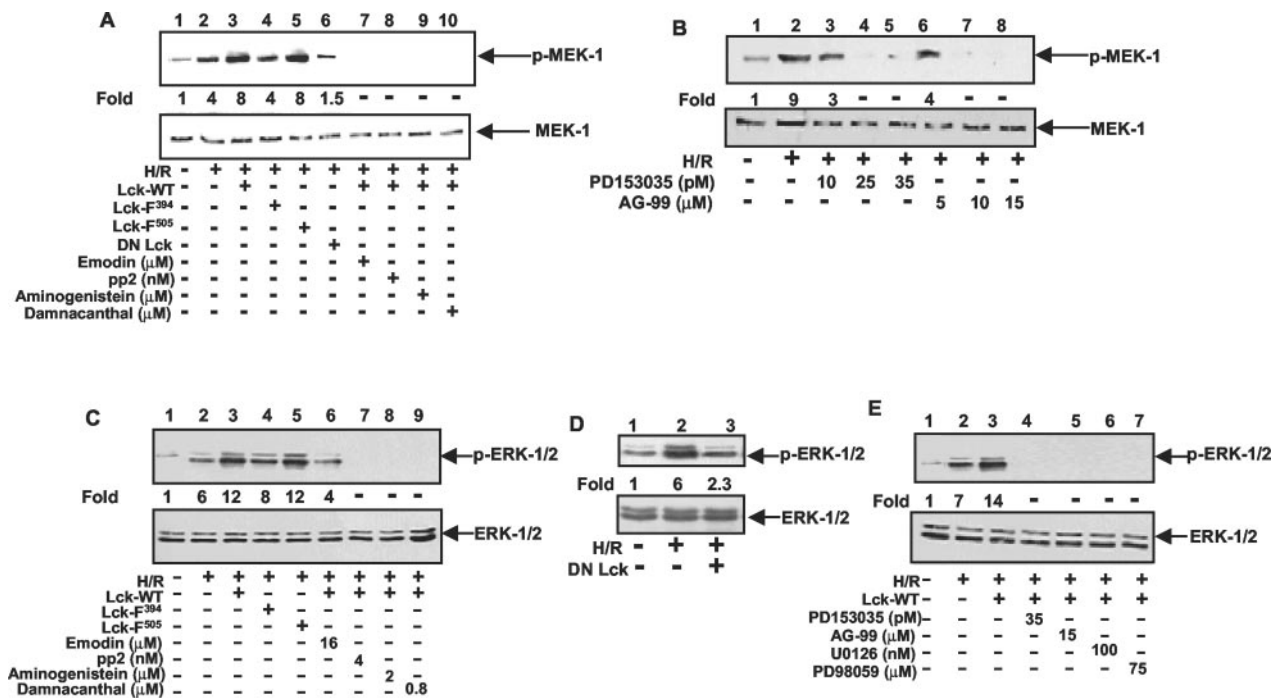 A
1 2 3 4 5 6 7 8 9 10
p-MEK-1
Fold 1 4 8 4 8 1.5 - - - -
MEK-1
H/R - + + + + + + + + +
Lck-WT - - + - - - + + + +
Lck-F394 - - - + - - - - - -
Lck-F505 - - - - + - - - - -
DN Lck - - - - - + - - - -
Emodin (µM) - - - - - - + - - -
pp2 (nM) - - - - - - - + - -
Aminogenistein (µM) - - - - - - - - + -
Damnacanthal (µM) - - - - - - - - - +
B
1 2 3 4 5 6 7 8
p-MEK-1
Fold 1 9 3 - - 4 - -
MEK-1
H/R - + + + + + + +
PD153035 (pM) - - 10 25 35 - - -
AG-99 (µM) - - - - - 5 10 15
C
1 2 3 4 5 6 7 8 9
p-ERK-1/2
Fold 1 6 12 8 12 4 - - -
ERK-1/2
H/R - + + + + + + + +
Lck-WT - - + - - + + + +
Lck-F394 - - - + - - - - -
Lck-F505 - - - - + - - - -
Emodin (µM) - - - - - 16 - - -
pp2 (nM) - - - - - - 4 - -
Aminogenistein (µM) - - - - - - - 2 -
Damnacanthal (µM) - - - - - - - - 0.8
D
1 2 3
p-ERK-1/2
Fold 1 6 2.3
ERK-1/2
H/R - + +
DN Lck - - +
E
1 2 3 4 5 6 7
p-ERK-1/2
Fold 1 7 14 - - - -
ERK-1/2
H/R - + + + + + +
Lck-WT - - + + + + +
PD153035 (pM) - - - 35 - - -
AG-99 (µM) - - - - 15 - -
U0126 (nM) - - - - - 100 -
PD98059 (µM) - - - - - - 75